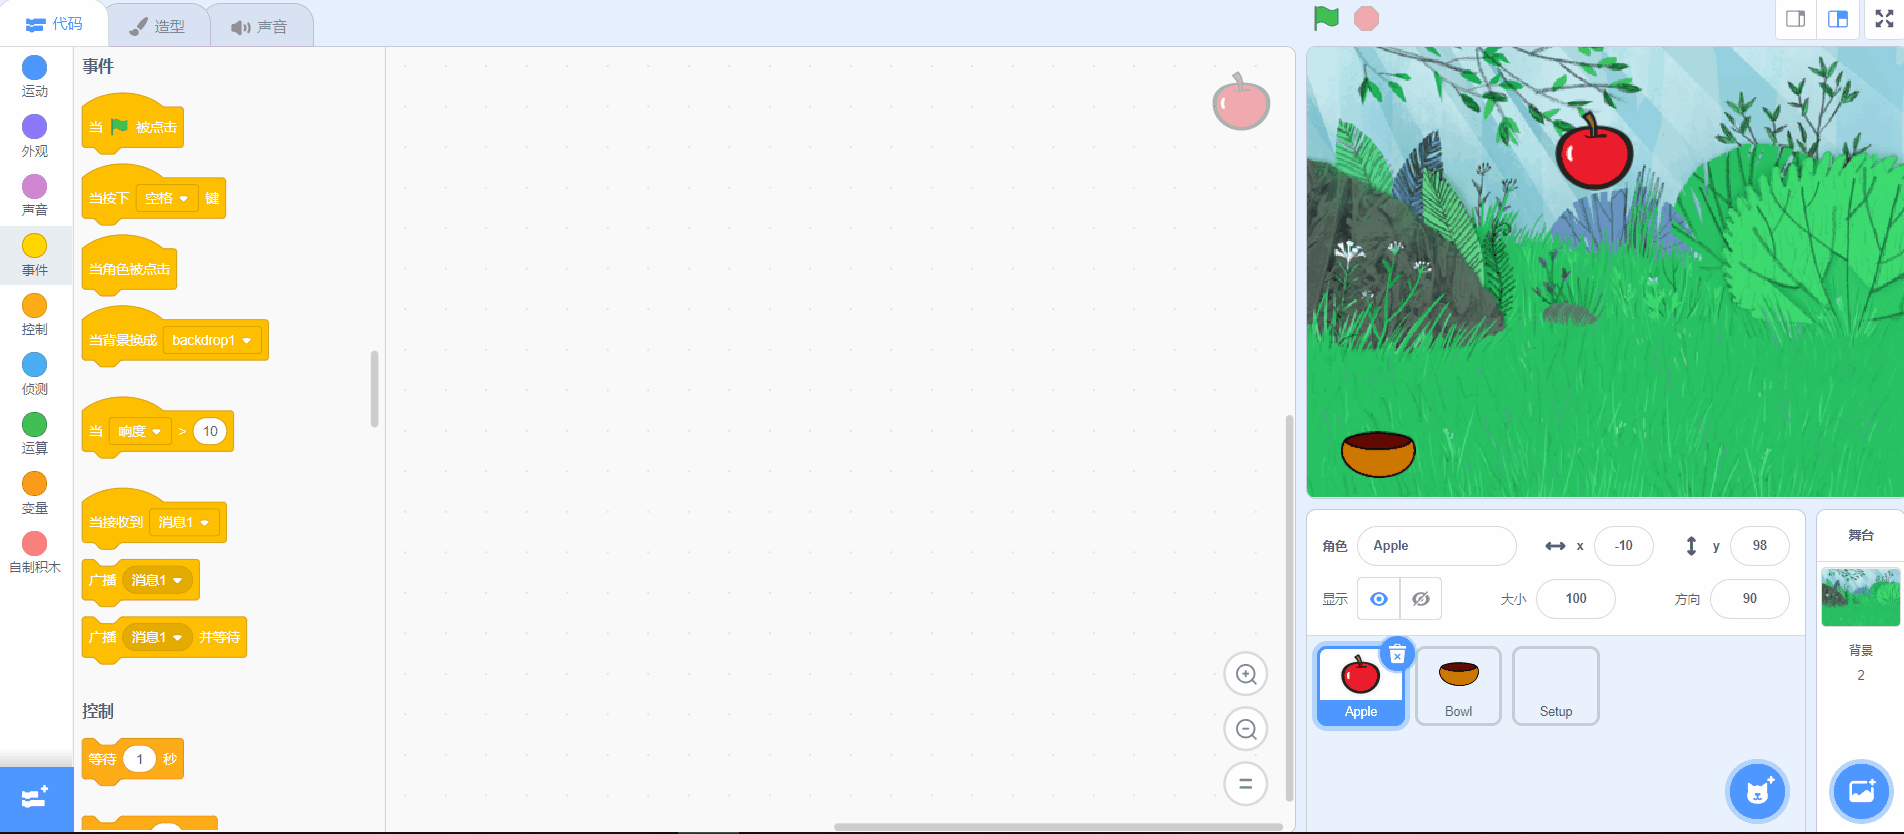 代码
造型
声音
运动
外观
声音
事件
控制
侦测
运算
变量
自制积木
事件
当 被点击
当按下 空格 键
当角色被点击
当背景换成 backdrop1
当 响度 > 10
当接收到 消息1
广播 消息1
广播 消息1 并等待
控制
等待 1 秒
角色 Apple x -10 y 98
显示 大小 100 方向 90
Apple
Bowl
Setup
舞台
背景
2